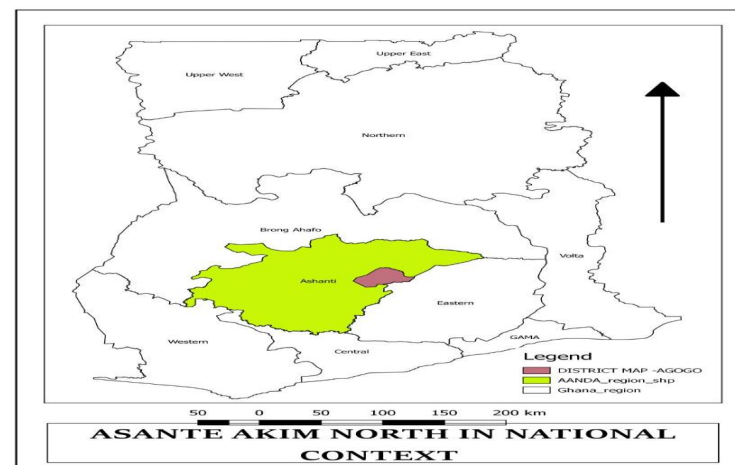 Upper East
Upper West
Northern
Brong Ahafo
Volta
Ashanti
Eastern
Western
GAMA
Central
Legend
DISTRICT MAP -AGOGO
AANDA_region_shp
Ghana_region
50 0 50 100 150 200 km
ASANTE AKIM NORTH IN NATIONAL
CONTEXT